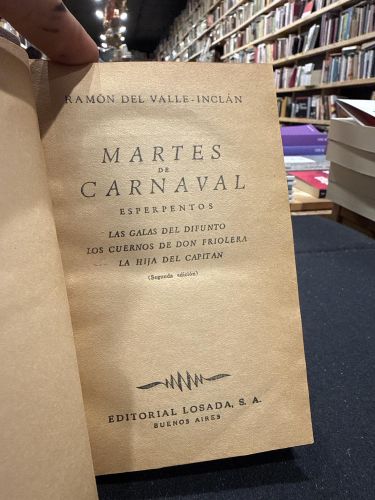 RAMÓN DEL VALLE-INCLÁN
MARTES
DE
CARNAVAL
ESPERPENTOS
LAS GALAS DEL DIFUNTO
LOS CUERNOS DE DON FRIOLERA
LA HIJA DEL CAPITAN
(Segunda edición)
EDITORIAL LOSADA, S. A.
BUENOS AIRES